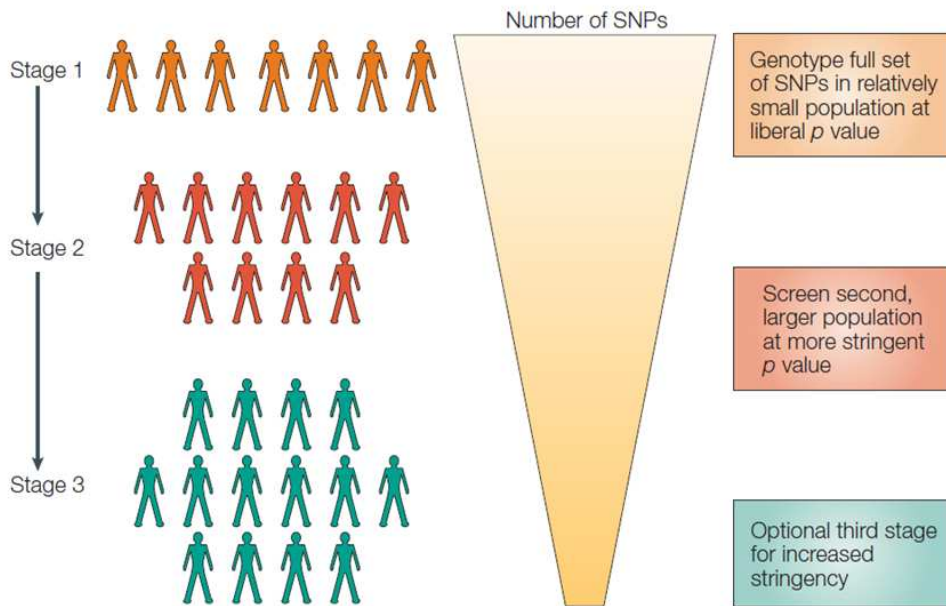 Number of SNPs
Stage 1
Genotype full set
of SNPs in relatively
small population at
liberal p value
Stage 2
Screen second,
larger population
at more stringent
p value
Stage 3
Optional third stage
for increased
stringency